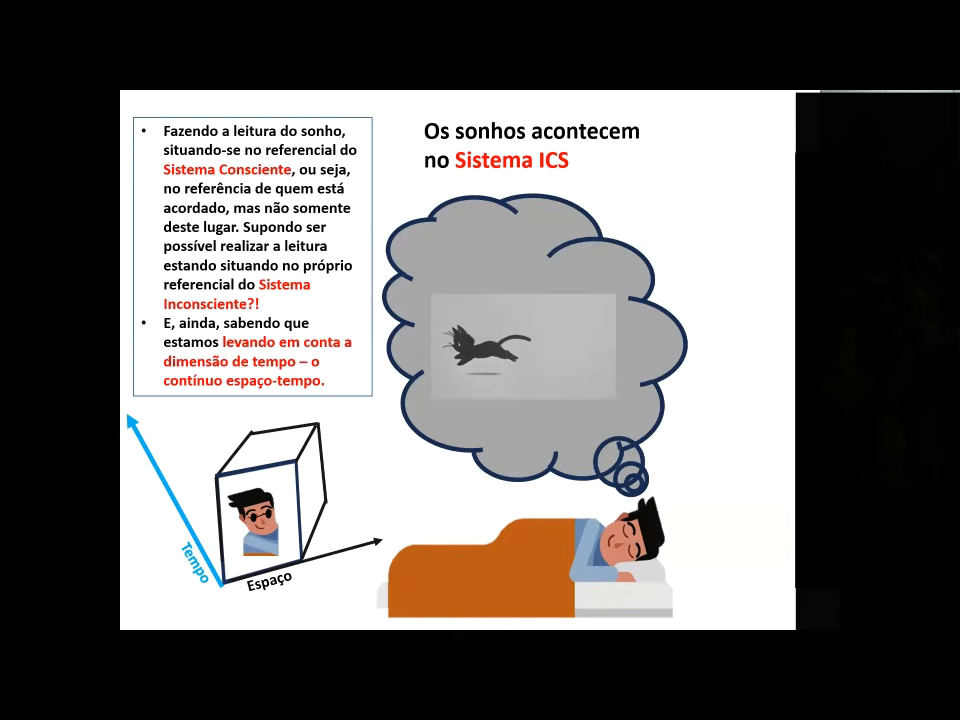 • Fazendo a leitura do sonho,
situando-se no referencial do
Sistema Consciente, ou seja,
no referência de quem está
acordado, mas não somente
deste lugar. Supondo ser
possível realizar a leitura
estando situando no próprio
referencial do Sistema
Inconsciente?!
• E, ainda, sabendo que
estamos levando em conta a
dimensão de tempo – o
contínuo espaço-tempo.
Os sonhos acontecem
no Sistema ICS
Tempo
Espaço